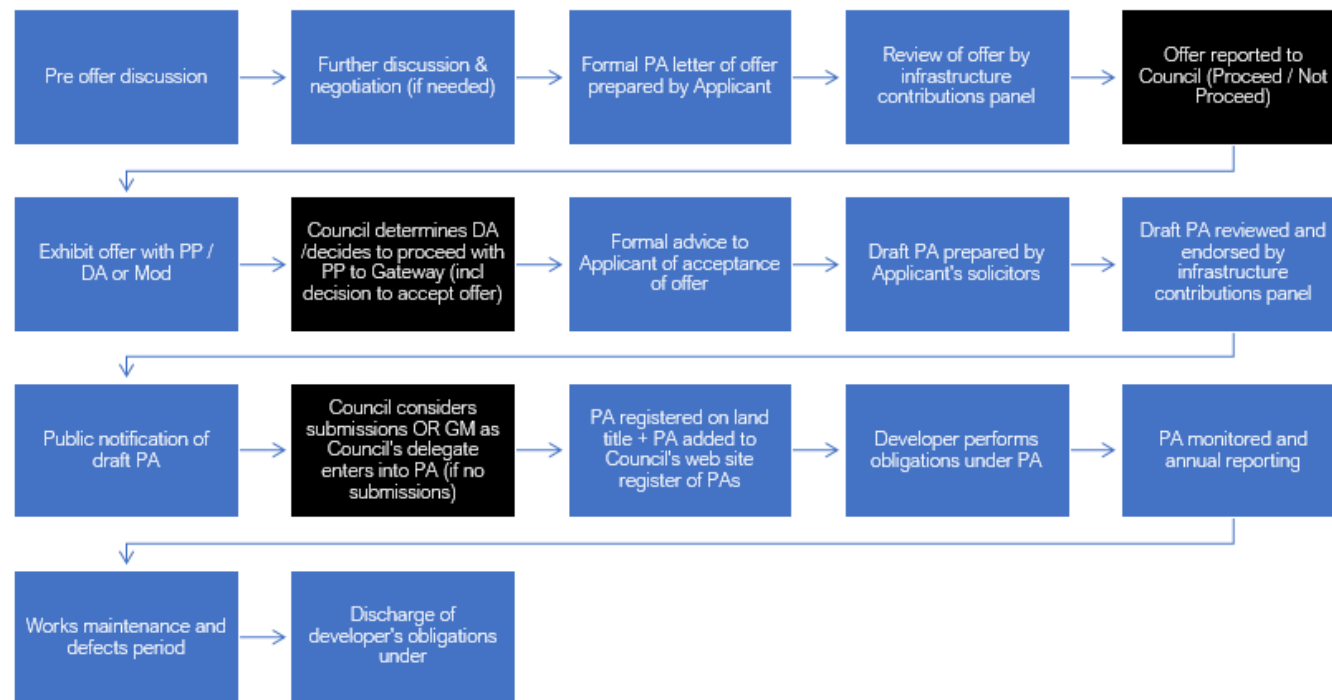 Pre offer discussion
Further discussion &
negotiation (if needed)
Formal PA letter of offer
prepared by Applicant
Review of offer by
infrastructure
contributions panel
Offer reported to
Council (Proceed / Not
Proceed)
Exhibit offer with PP /
DA or Mod
Council determines DA
/decides to proceed with
PP to Gateway (incl
decision to accept offer)
Formal advice to
Applicant of acceptance
of offer
Draft PA prepared by
Applicant's solicitors
Draft PA reviewed and
endorsed by
infrastructure
contributions panel
Public notification of
draft PA
Council considers
submissions OR GM as
Council's delegate
enters into PA (if no
submissions)
PA registered on land
title + PA added to
Council's web site
register of PAs
Developer performs
obligations under PA
PA monitored and
annual reporting
Works maintenance and
defects period
Discharge of
developer's obligations
under